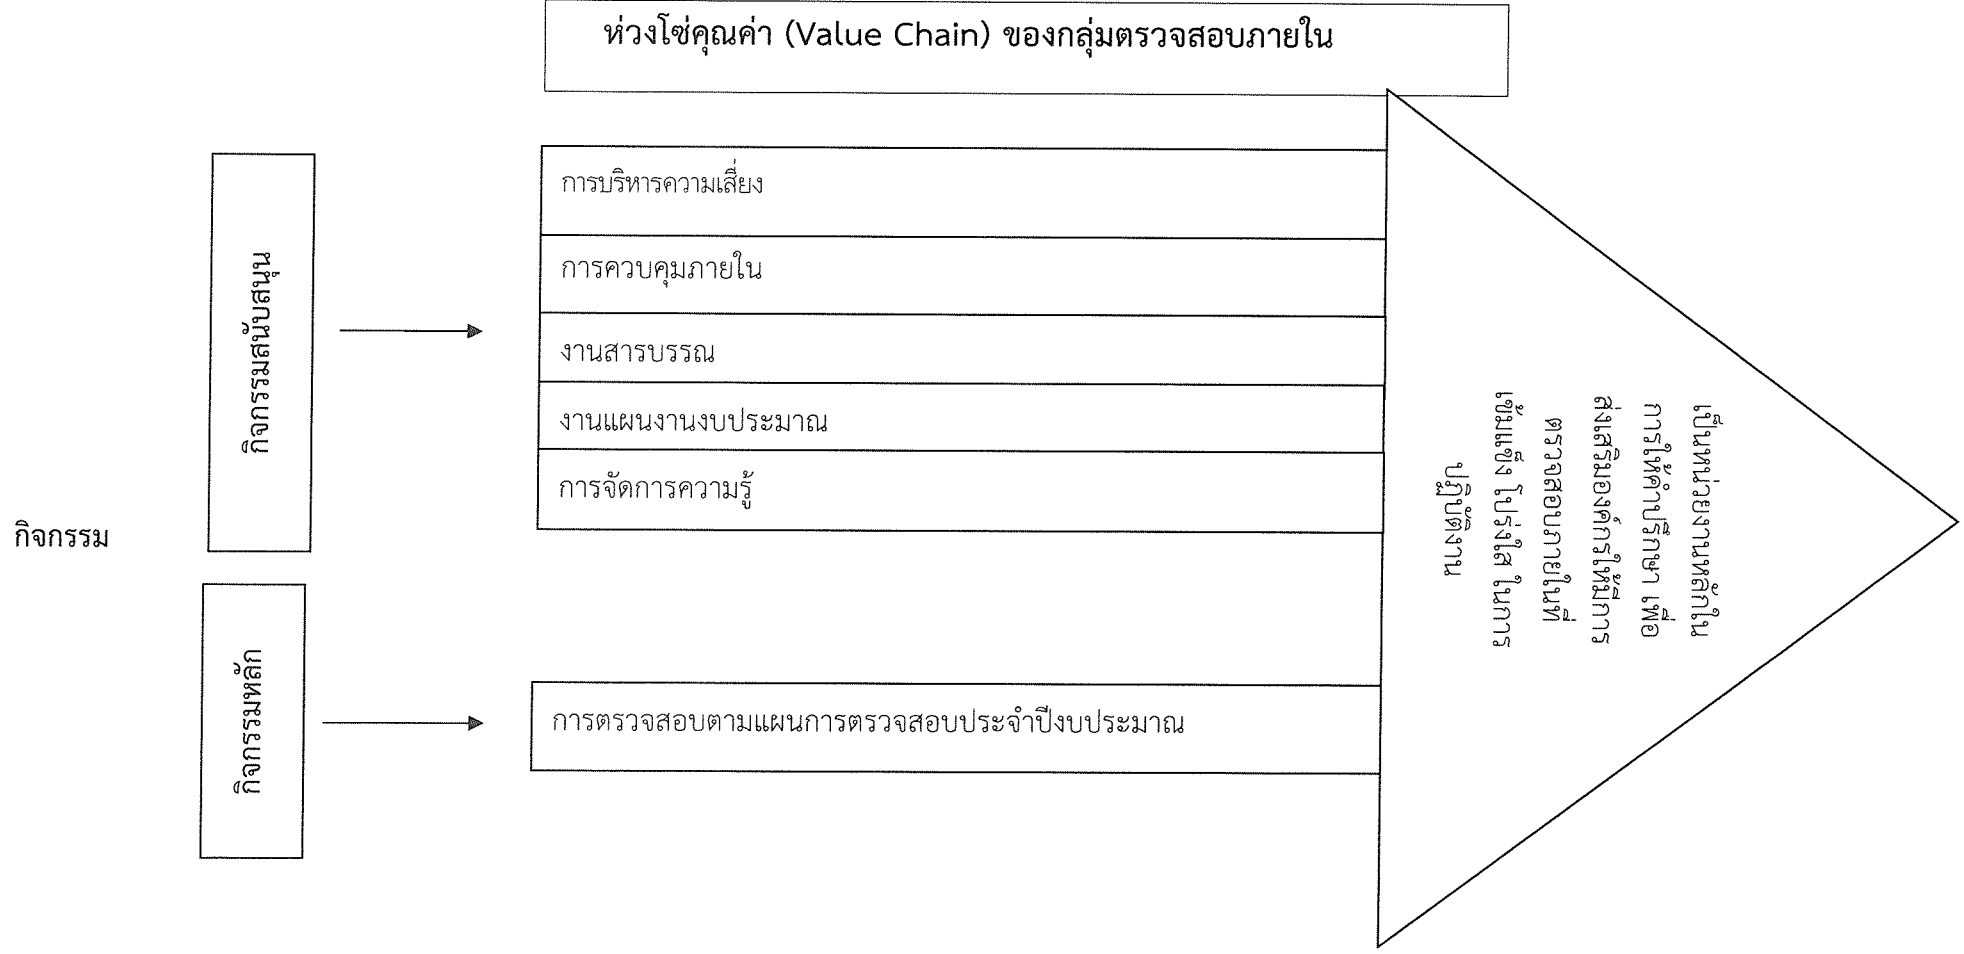 ห่วงโซ่คุณค่า (Value Chain) ของกลุ่มตรวจสอบภายใน
กิจกรรม
กิจกรรมสนับสนุน
การบริหารความเสี่ยง
การควบคุมภายใน
งานสารบรรณ
งานแผนงานงบประมาณ
การจัดการความรู้
กิจกรรมหลัก
การตรวจสอบตามแผนการตรวจสอบประจำปีงบประมาณ
เป็นหน่วยงานหลักใน
การให้คำปรึกษา เพื่อ
ส่งเสริมองค์กรให้มีการ
ตรวจสอบภายในที่
เข้มแข็ง โปร่งใส ในการ
ปฏิบัติงาน